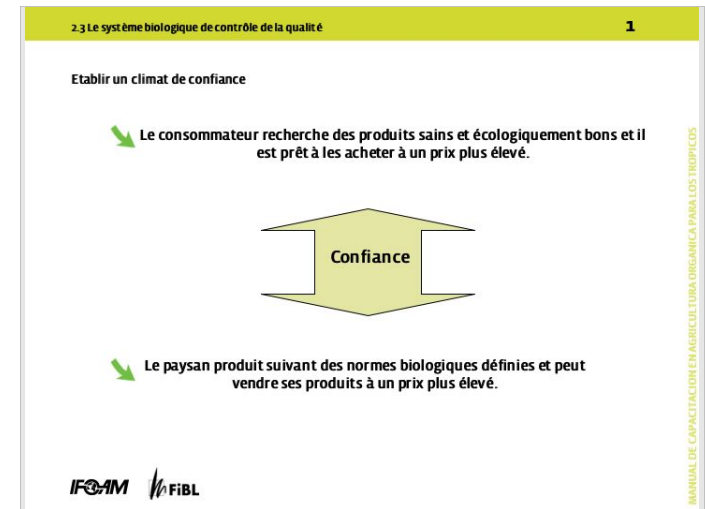 2.3 Le système biologique de contrôle de la qualité
1
Etablir un climat de confiance
Le consommateur recherche des produits sains et écologiquement bons et il
est prêt à les acheter à un prix plus élevé.
Confiance
Le paysan produit suivant des normes biologiques définies et peut
vendre ses produits à un prix plus élevé.
IFOAM
FiBL
MANUAL DE CAPACITACION EN AGRICULTURA ORGANICA PARA LOS TROPICOS